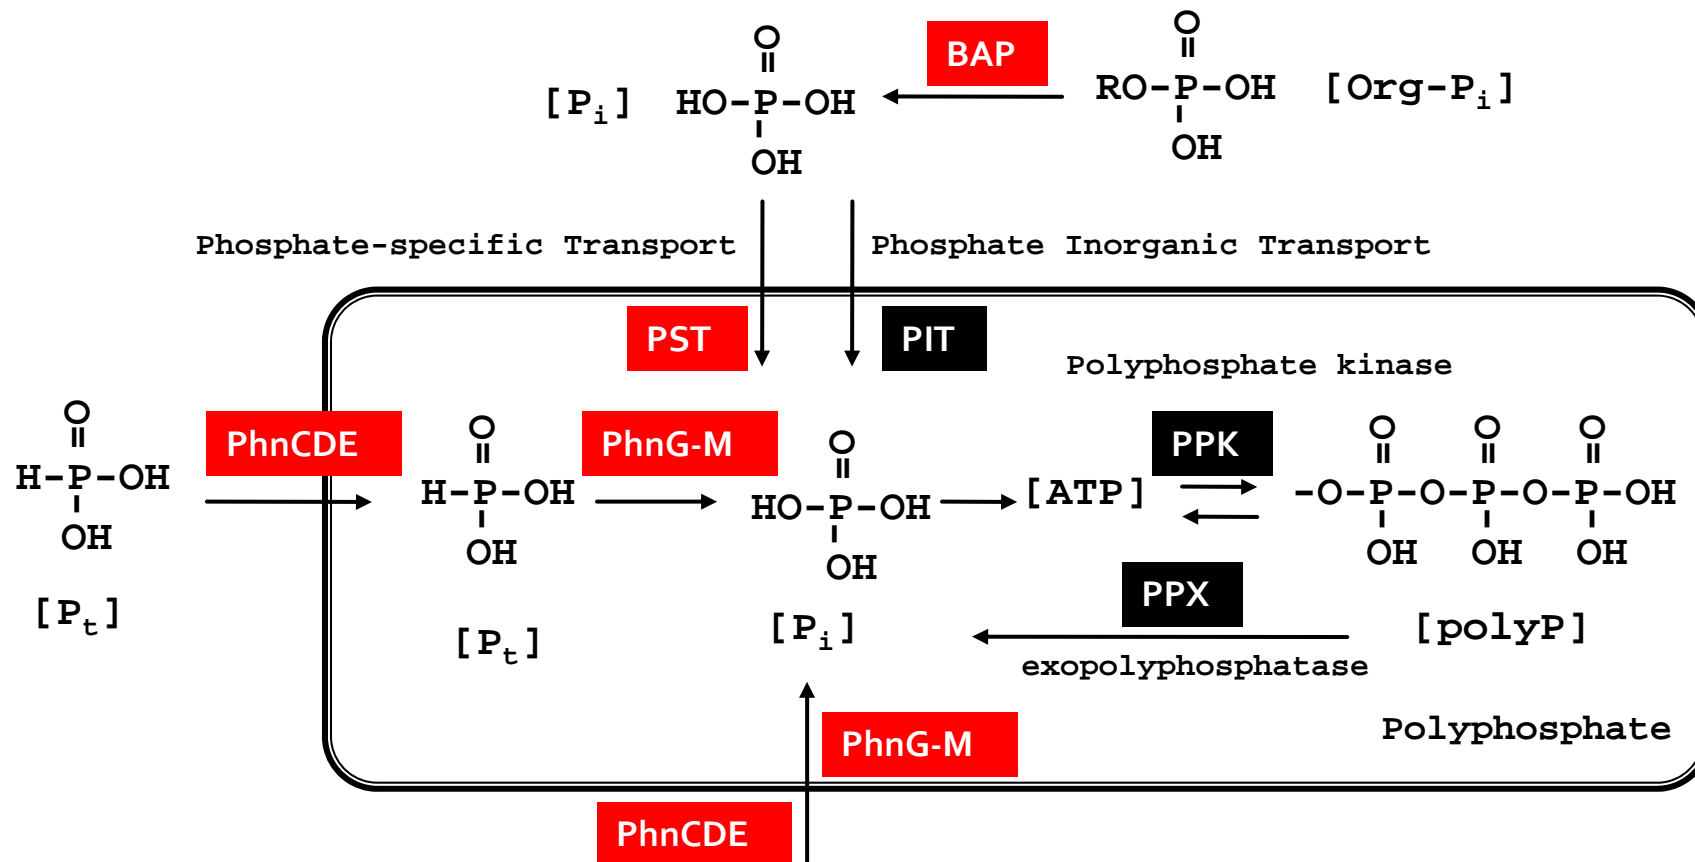 O
BAP
O
[Pi] HO-P-OH
RO-P-OH [Org-Pi]
OH
OH
Phosphate-specific Transport
Phosphate Inorganic Transport
PST
PIT
Polyphosphate kinase
O
PhnCDE
O
PhnG-M
O
PPK
O O O
H-P-OH
H-P-OH
HO-P-OH
[ATP]
-O-P-O-P-O-P-OH
OH
OH
OH
OH OH OH
[Pt]
[Pt]
[Pi]
PPX
[polyP]
exopolyphosphatase
PhnG-M
Polyphosphate
PhnCDE